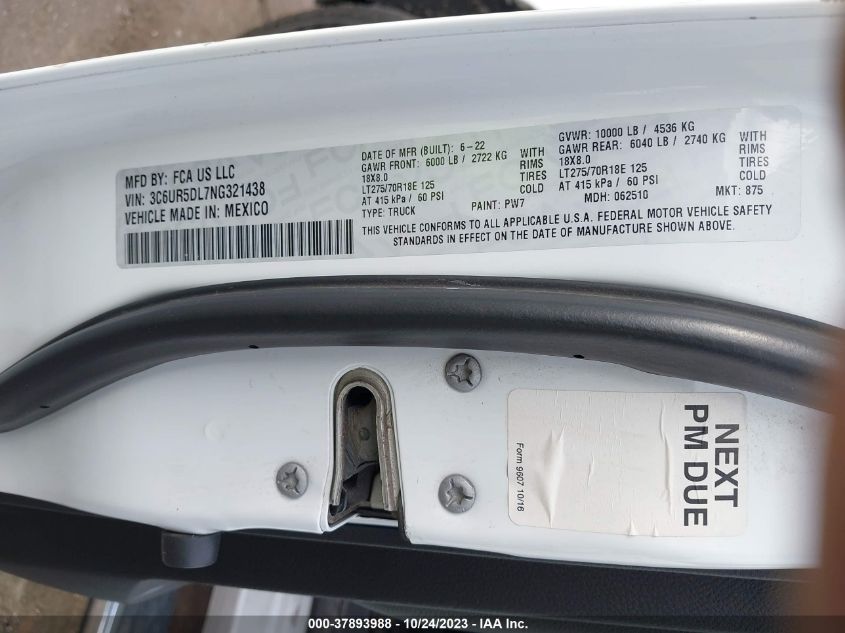 MFD BY: FCA US LLC
VIN: 3C6UR5DL7NG321438
VEHICLE MADE IN: MEXICO
DATE OF MFR (BUILT): 6-22
GAWR FRONT: 6000 LB / 2722 KG WITH
18X8.0 RIMS
LT275/70R18E 125 TIRES
AT 415 kPa / 60 PSI COLD
TYPE: TRUCK PAINT: PW7
GVWR: 10000 LB / 4536 KG
GAWR REAR: 6040 LB / 2740 KG WITH
18X8.0 RIMS
LT275/70R18E 125 TIRES
AT 415 kPa / 60 PSI COLD
MDH: 062510 MKT: 875
THIS VEHICLE CONFORMS TO ALL APPLICABLE U.S.A. FEDERAL MOTOR VEHICLE SAFETY
STANDARDS IN EFFECT ON THE DATE OF MANUFACTURE SHOWN ABOVE.
NEXT
PM DUE
Form 9607 10/16
000-37893988 - 10/24/2023 - IAA Inc.